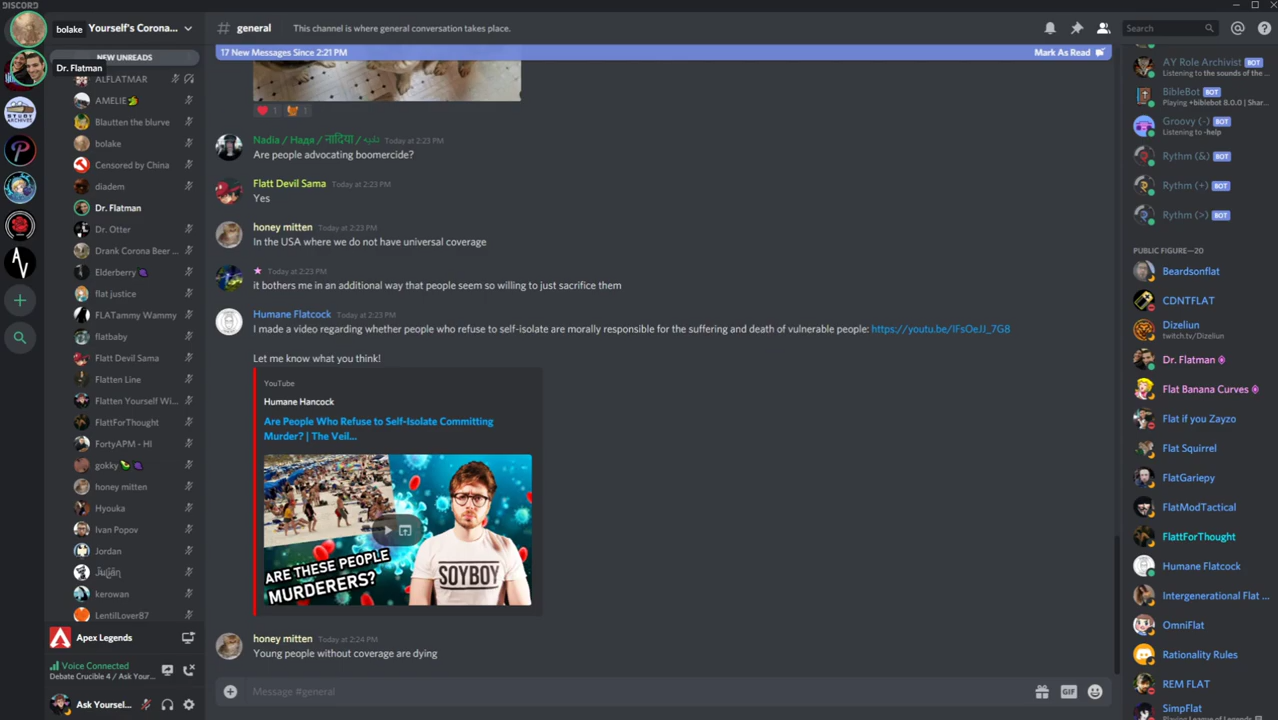 DISCORD
bolake
Dr. Flatman
STUDY
ARCHIVES
Yourself's Corona...
NEW UNREADS
ALFLATMAR
AMELIE
Blautten the blurve
bolake
Censored by China
diadem
Dr. Flatman
Dr. Otter
Drank Corona Beer ...
Elderberry
flat justice
FLATtammy Wammy
flatbaby
Flatt Devil Sama
Flatten Line
Flatten Yourself Wi...
FlattForThought
FortyAPM - HI
gokky
honey mitten
Hyouka
Ivan Popov
Jordan
kerowan
LentilLover87
Apex Legends
Voice Connected
Debate Crucible 4 / Ask Your...
Ask Yoursel...
# general
This channel is where general conversation takes place.
Search
17 New Messages Since 2:21 PM
Mark As Read
1
1
Nadia / Надя / नादिया / نادية Today at 2:23 PM
Are people advocating boomercide?
Flatt Devil Sama Today at 2:23 PM
Yes
honey mitten Today at 2:23 PM
In the USA where we do not have universal coverage
★ Today at 2:23 PM
it bothers me in an additional way that people seem so willing to just sacrifice them
Humane Flatcock Today at 2:23 PM
I made a video regarding whether people who refuse to self-isolate are morally responsible for the suffering and death of vulnerable people: https://youtu.be/IFsOeJJ_7G8
Let me know what you think!
YouTube
Humane Hancock
Are People Who Refuse to Self-Isolate Committing
Murder? | The Veil...
ARE THESE PEOPLE
MURDERERS?
SOYBOY
honey mitten Today at 2:24 PM
Young people without coverage are dying
Message #general
GIF
AY Role Archivist BOT
Listening to the sounds of the ...
BibleBot BOT
Playing +biblebot 8.0.0 | Shar...
Groovy (-) BOT
Listening to -help
Rythm (&) BOT
Rythm (+) BOT
Rythm (>) BOT
PUBLIC FIGURE—20
Beardsonflat
CDNTFLAT
Dizeliun
twitch.tv/Dizeliun
Dr. Flatman
Flat Banana Curves
Flat if you Zayzo
Flat Squirrel
FlatGariepy
FlatModTactical
FlattForThought
Humane Flatcock
Intergenerational Flat ...
OmniFlat
Rationality Rules
REM FLAT
SimpFlat
Playing League of Legends